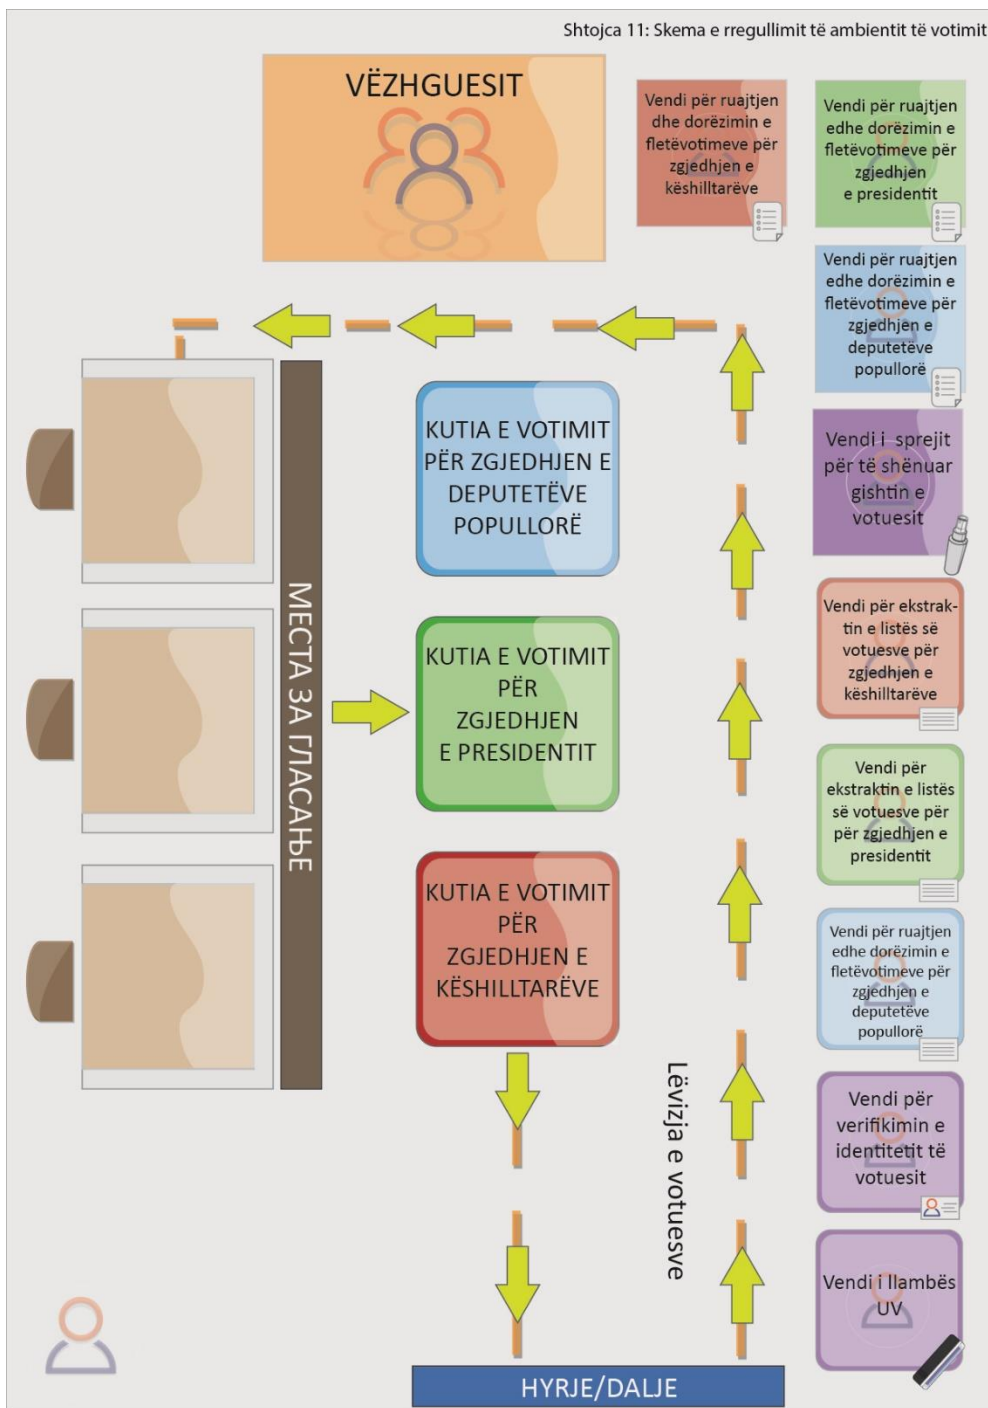 Shtojca 11: Skema e rregullimit të ambientit të votimit
VËZHGUESIT
Vendi për ruajtjen
dhe dorëzimin e
fletëvotimeve për
zgjedhjen e
këshilltarëve
Vendi për ruajtjen
edhe dorëzimin e
fletëvotimeve për
zgjedhjen
e presidentit
Vendi për ruajtjen
edhe dorëzimin e
fletëvotimeve për
zgjedhjen e
deputetëve
popullorë
Vendi i sprejit
për të shënuar
gishtin e
votuesit
Vendi për ekstrak-
tin e listës së
votuesve për
zgjedhjen e
këshilltarëve
Vendi për
ekstraktin e listës
së votuesve për
për zgjedhjen e
presidentit
Vendi për ruajtjen
edhe dorëzimin e
fletëvotimeve për
zgjedhjen e
deputetëve
popullorë
Vendi për
verifikimin e
identitetit të
votuesit
Vendi i llambës
UV
KUTIA E VOTIMIT
PËR ZGJEDHJEN E
DEPUTETËVE
POPULLORË
KUTIA E VOTIMIT
PËR
ZGJEDHJEN
E PRESIDENTIT
KUTIA E VOTIMIT
PËR
ZGJEDHJEN E
KËSHILLTARËVE
МЕСТА ЗА ГЛАСАЊЕ
Lëvizja e votuesve
HYRJE/DALJE